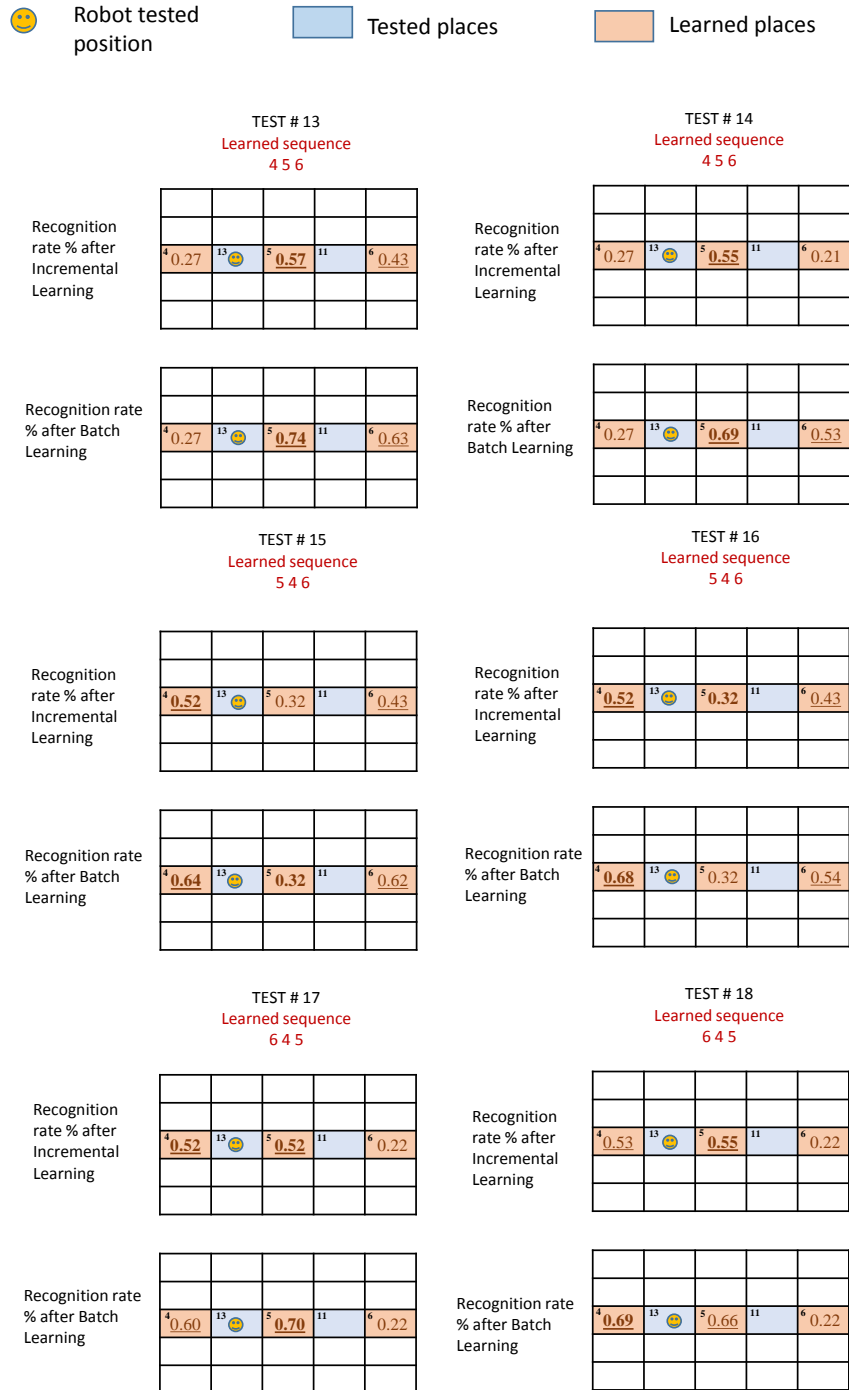 Robot tested
position
Tested places
Learned places
TEST # 13
Learned sequence
4 5 6
Recognition
rate % after
Incremental
Learning
4 0.27 13 5 0.57 11 6 0.43
Recognition rate
% after Batch
Learning
4 0.27 13 5 0.74 11 6 0.63
TEST # 14
Learned sequence
4 5 6
Recognition
rate % after
Incremental
Learning
4 0.27 13 5 0.55 11 6 0.21
Recognition
rate % after
Batch Learning
4 0.27 13 5 0.69 11 6 0.53
TEST # 15
Learned sequence
5 4 6
Recognition
rate % after
Incremental
Learning
4 0.52 13 5 0.32 11 6 0.43
Recognition rate
% after Batch
Learning
4 0.64 13 5 0.32 11 6 0.62
TEST # 16
Learned sequence
5 4 6
Recognition
rate % after
Incremental
Learning
4 0.52 13 5 0.32 11 6 0.43
Recognition rate
% after Batch
Learning
4 0.68 13 5 0.32 11 6 0.54
TEST # 17
Learned sequence
6 4 5
Recognition
rate % after
Incremental
Learning
4 0.52 13 5 0.52 11 6 0.22
Recognition rate
% after Batch
Learning
4 0.60 13 5 0.70 11 6 0.22
TEST # 18
Learned sequence
6 4 5
Recognition
rate % after
Incremental
Learning
4 0.53 13 5 0.55 11 6 0.22
Recognition rate
% after Batch
Learning
4 0.69 13 5 0.66 11 6 0.22